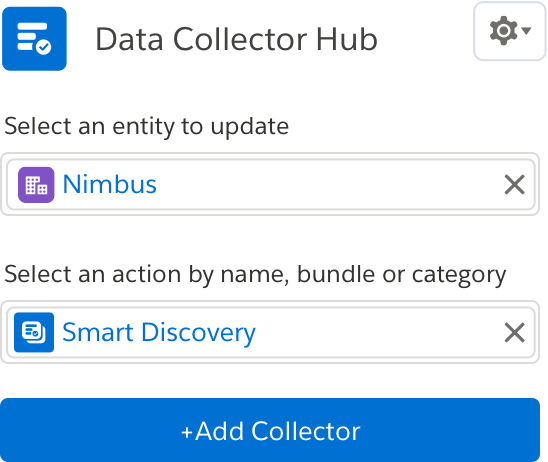 Data Collector Hub
Select an entity to update
Nimbus
Select an action by name, bundle or category
Smart Discovery
+Add Collector